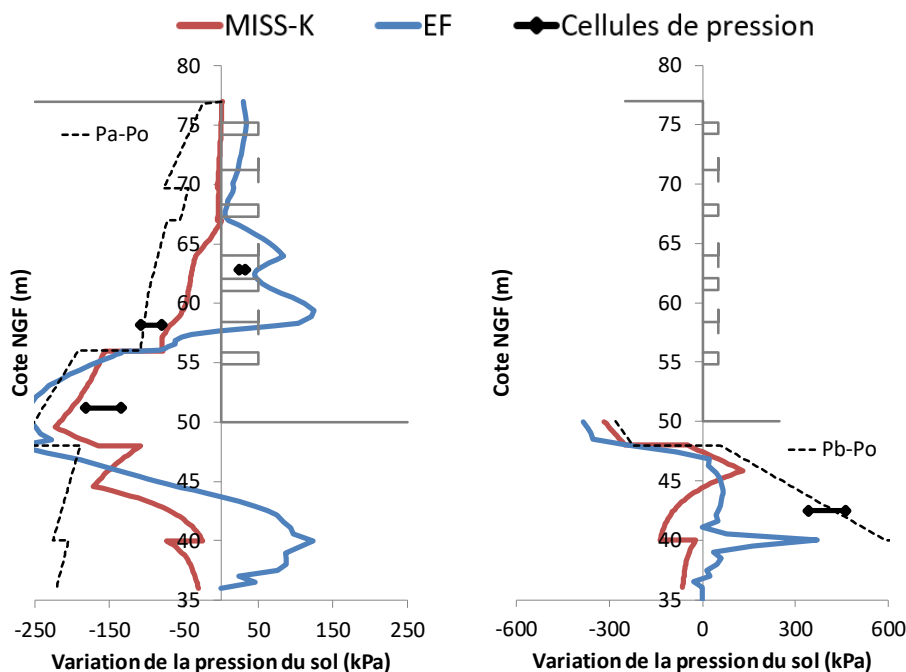 MISS-K EF Cellules de pression
80
75
70
65
60
55
50
45
40
35
Cote NGF (m)
Pa-Po
-250 -150 -50 50 150 250
Variation de la pression du sol (kPa)
80
75
70
65
60
55
50
45
40
35
Cote NGF (m)
Pb-Po
-600 -300 0 300 600
Variation de la pression du sol (kPa)